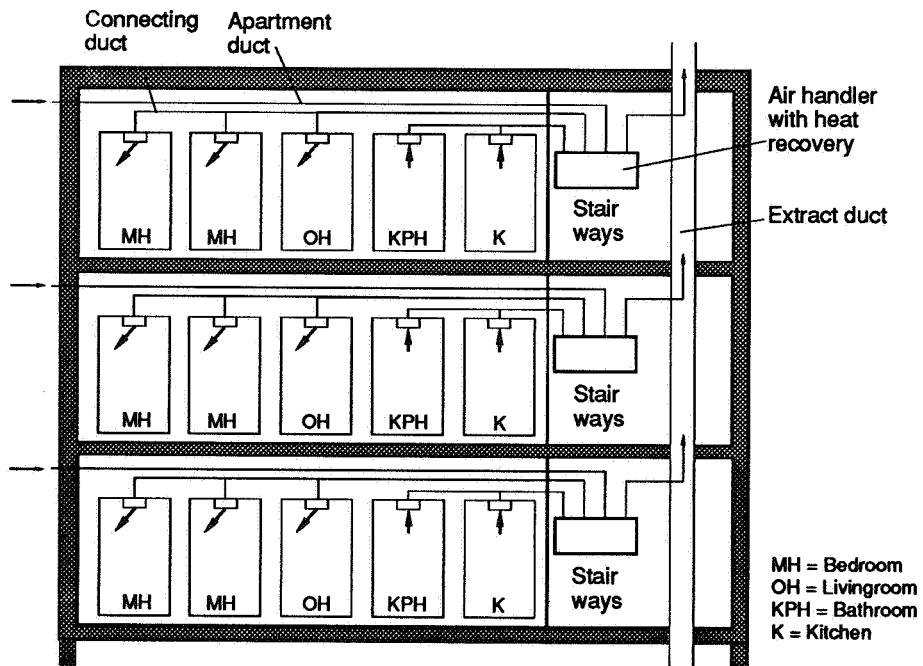 Connecting
duct
Apartment
duct
Air handler
with heat
recovery
Extract duct
MH
MH
OH
KPH
K
Stair
ways
MH
MH
OH
KPH
K
Stair
ways
MH
MH
OH
KPH
K
Stair
ways
MH = Bedroom
OH = Livingroom
KPH = Bathroom
K = Kitchen